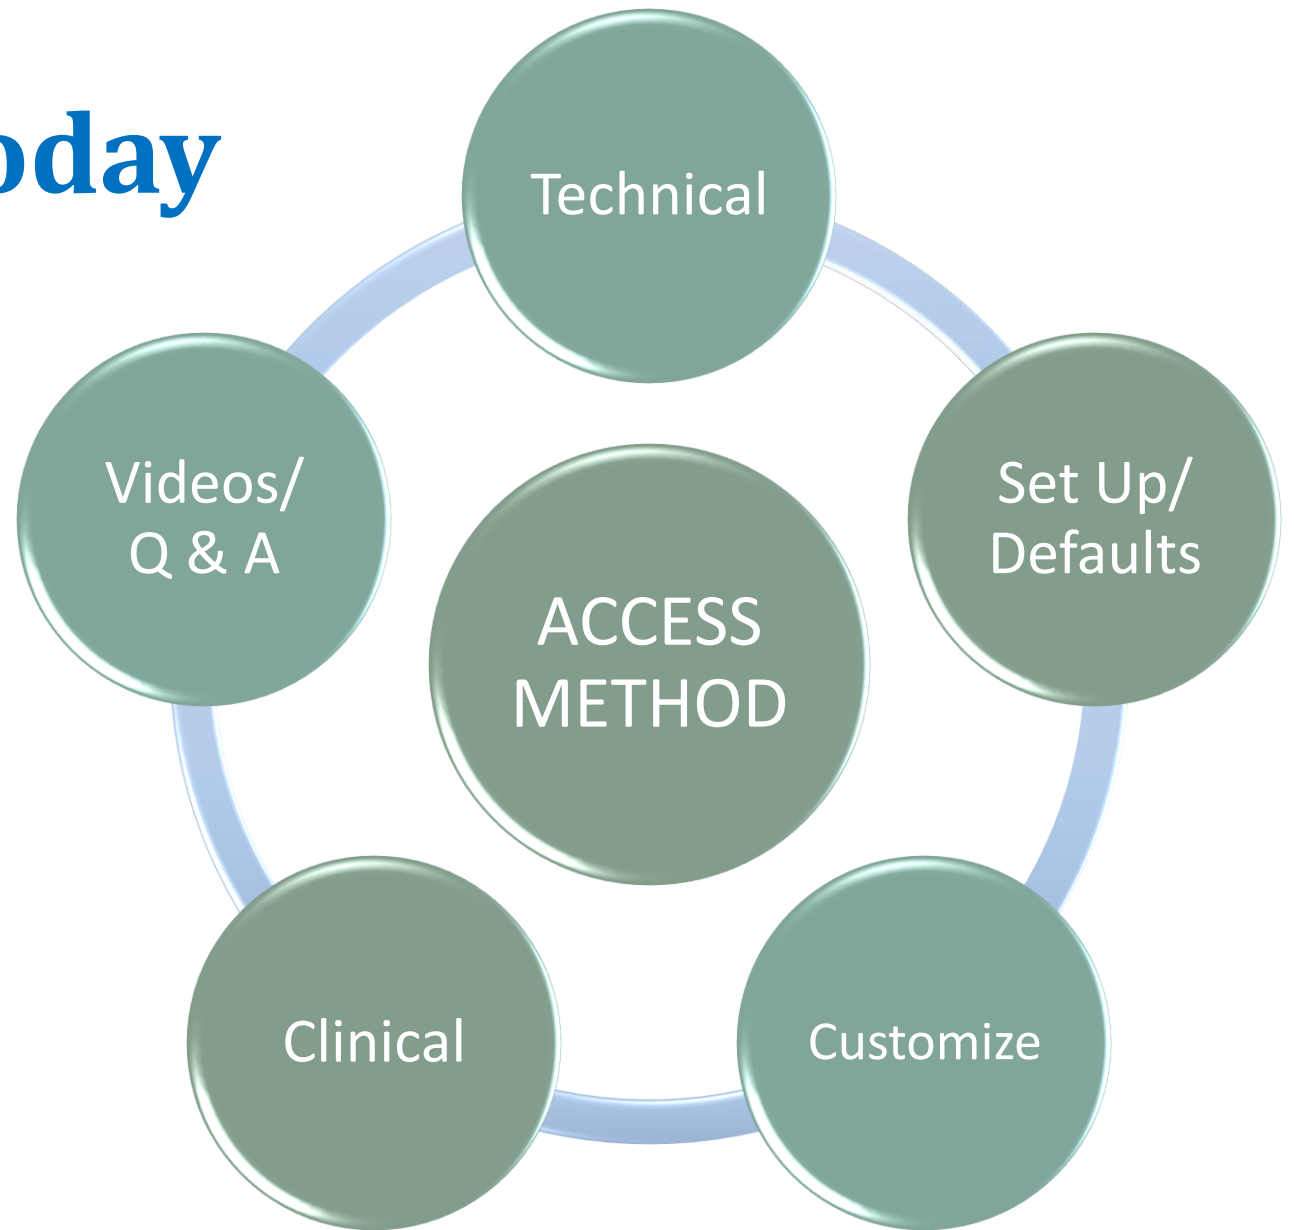 oday
Technical
Set Up/
Defaults
Customize
Clinical
Videos/
Q & A
ACCESS
METHOD